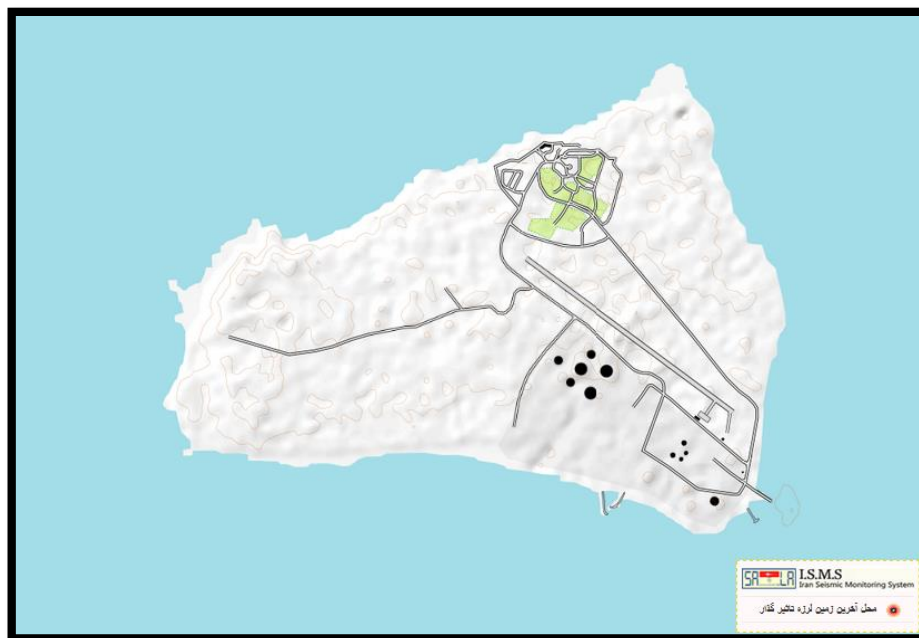 SAMLA I.S.M.S
Iran Seismic Monitoring System
محل آخرین زمین لرزه تاثیر گذار